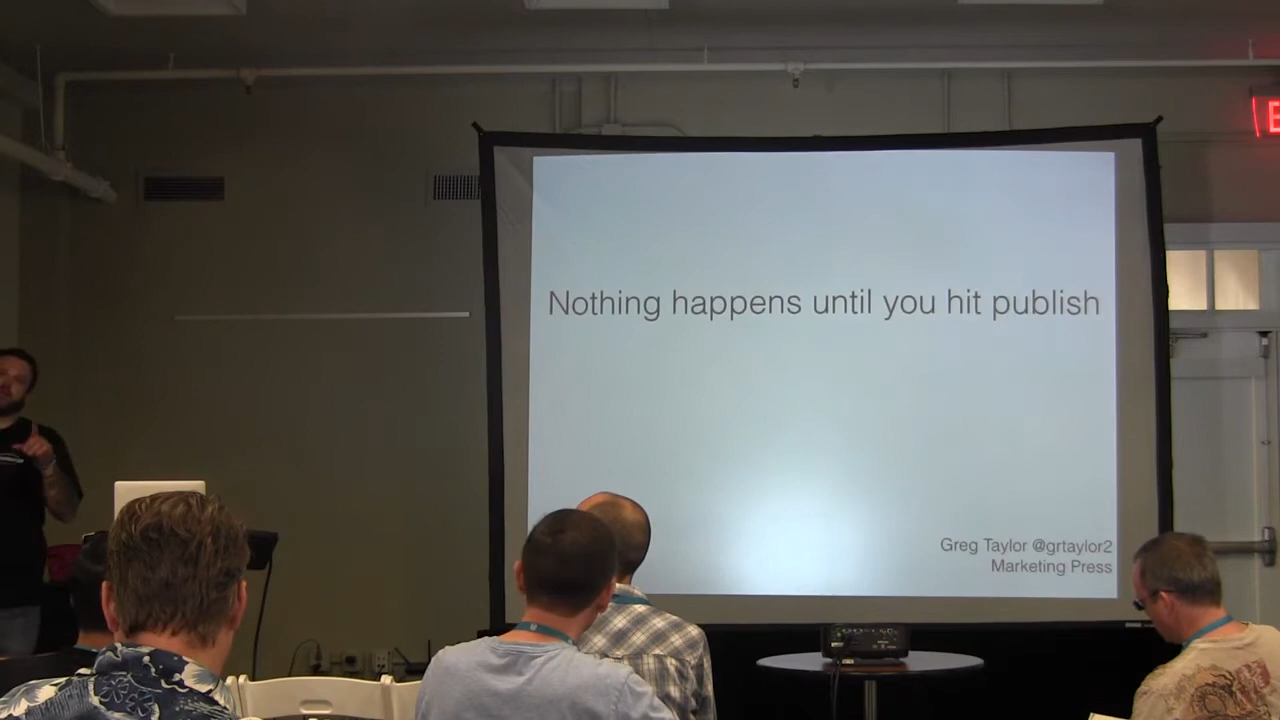 Nothing happens until you hit publish
Greg Taylor @grtaylor2
Marketing Press